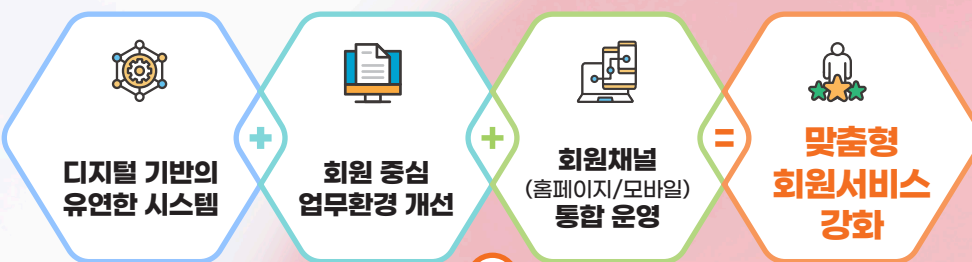 디지털 기반의
유연한 시스템
+
회원 중심
업무환경 개선
+
회원채널
(홈페이지/모바일)
통합 운영
=
맞춤형
회원서비스
강화